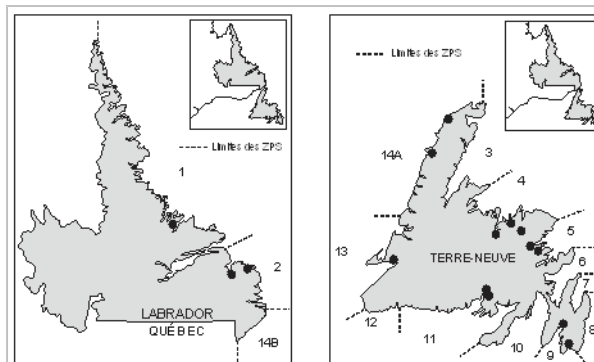 Limites des ZPS
1
2
LABRADOR
QUÉBEC
14B
Limites des ZPS
14A
3
4
5
13
TERRE-NEUVE
6
7
12
11
10
9
8